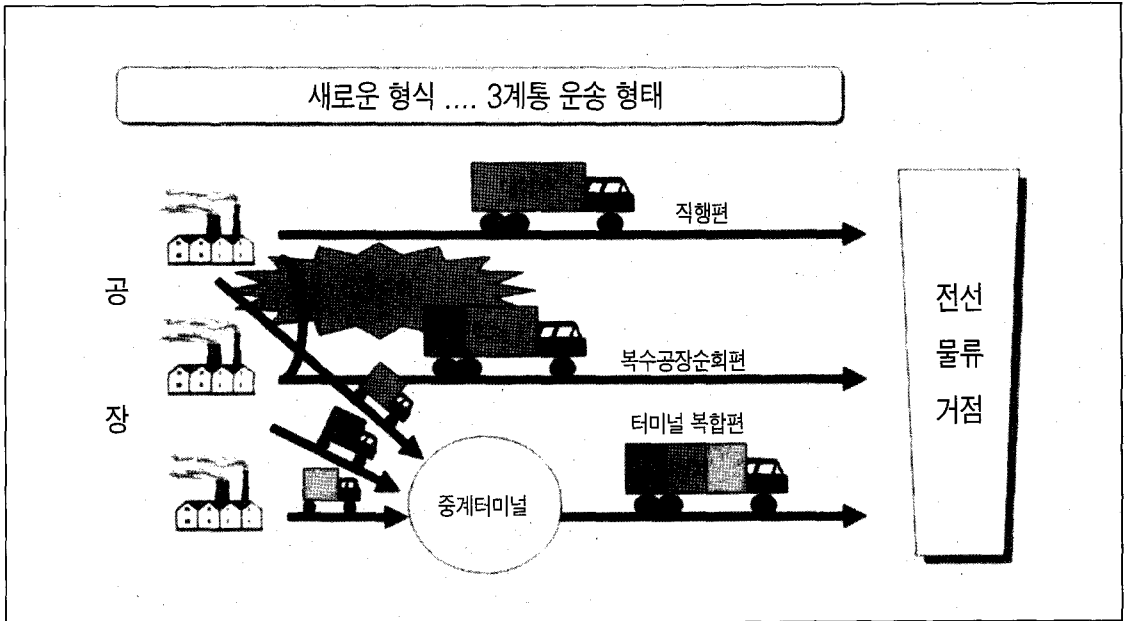 새로운 형식 .... 3계통 운송 형태
직행편
공
장
복수공장순회편
터미널 복합편
중계터미널
전선
물류
거점